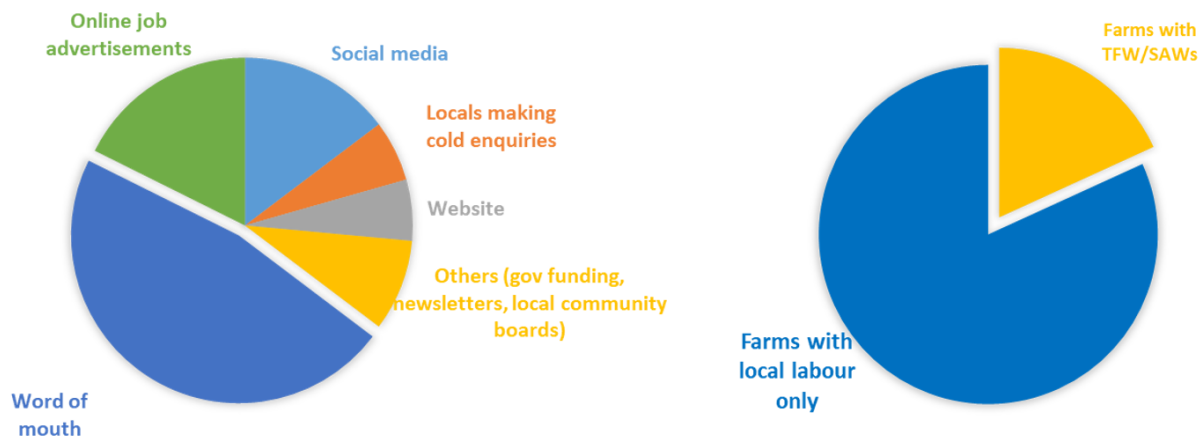 Online job
advertisements
Social media
Locals making
cold enquiries
Website
Others (gov funding,
newsletters, local community
boards)
Word of
mouth
Farms with
TFW/SAWs
Farms with
local labour
only